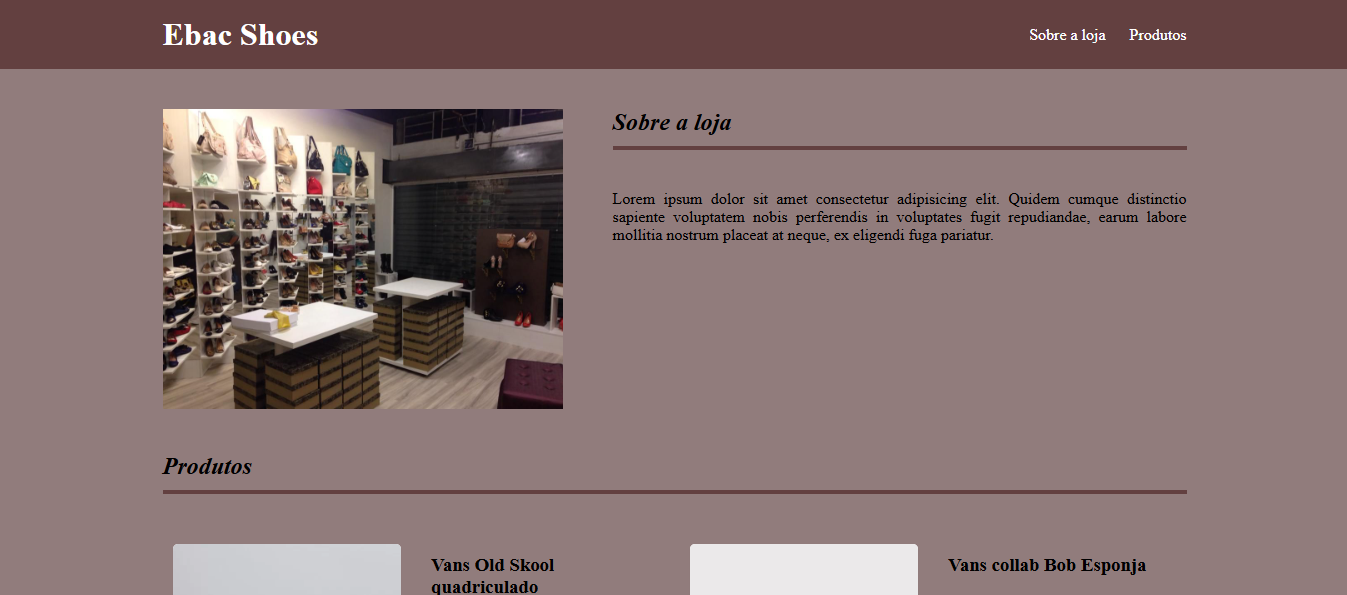 Ebac Shoes
Sobre a loja
Produtos
Sobre a loja
Lorem ipsum dolor sit amet consectetur adipisicing elit. Quidem cumque distinctio
sapiente voluptatem nobis perferendis in voluptates fugit repudiandae, earum labore
mollitia nostrum placeat at neque, ex eligendi fuga pariatur.
Produtos
Vans Old Skool
quadriculado
Vans collab Bob Esponja